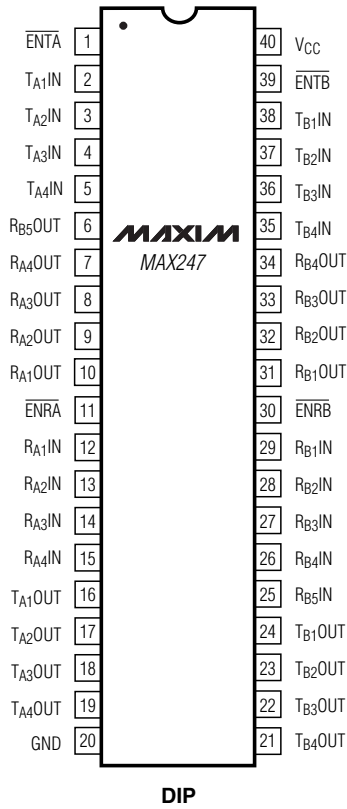 ENTA 1 40 VCC
TA1IN 2 39 ENTB
TA2IN 3 38 TB1IN
TA3IN 4 37 TB2IN
TA4IN 5 36 TB3IN
RB5OUT 6 35 TB4IN
MAXIM
RA4OUT 7 MAX247 34 RB4OUT
RA3OUT 8 33 RB3OUT
RA2OUT 9 32 RB2OUT
RA1OUT 10 31 RB1OUT
ENRA 11 30 ENRB
RA1IN 12 29 RB1IN
RA2IN 13 28 RB2IN
RA3IN 14 27 RB3IN
RA4IN 15 26 RB4IN
TA1OUT 16 25 RB5IN
TA2OUT 17 24 TB1OUT
TA3OUT 18 23 TB2OUT
TA4OUT 19 22 TB3OUT
GND 20 21 TB4OUT
DIP